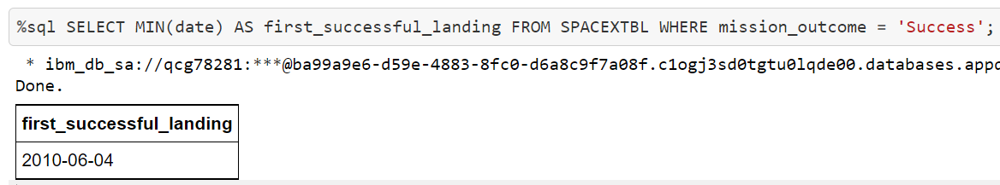 %sql SELECT MIN(date) AS first_successful_landing FROM SPACEXTBL WHERE mission_outcome = 'Success';
* ibm_db_sa://qcg78281:***@ba99a9e6-d59e-4883-8fc0-d6a8c9f7a08f.c1ogj3sd0tgtu0lqde00.databases.appd
Done.
first_successful_landing
2010-06-04